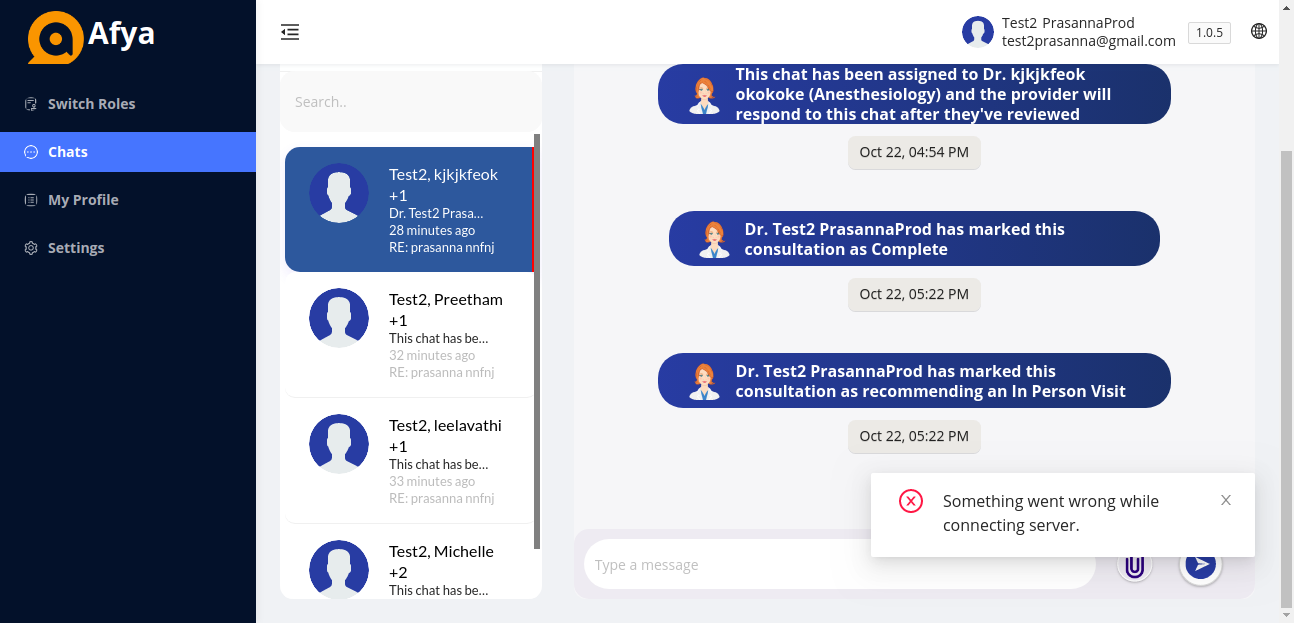 Afya
Switch Roles
Chats
My Profile
Settings
Test2 PrasannaProd
test2prasanna@gmail.com
1.0.5
Search..
Test2, kjkjkfeok
+1
Dr. Test2 Prasa...
28 minutes ago
RE: prasanna nnfnj
Test2, Preetham
+1
This chat has be...
32 minutes ago
RE: prasanna nnfnj
Test2, leelavathi
+1
This chat has be...
33 minutes ago
RE: prasanna nnfnj
Test2, Michelle
+2
This chat has be...
This chat has been assigned to Dr. kjkjkfeok
okokoke (Anesthesiology) and the provider will
respond to this chat after they've reviewed
Oct 22, 04:54 PM
Dr. Test2 PrasannaProd has marked this
consultation as Complete
Oct 22, 05:22 PM
Dr. Test2 PrasannaProd has marked this
consultation as recommending an In Person Visit
Oct 22, 05:22 PM
Something went wrong while
connecting server.
Type a message